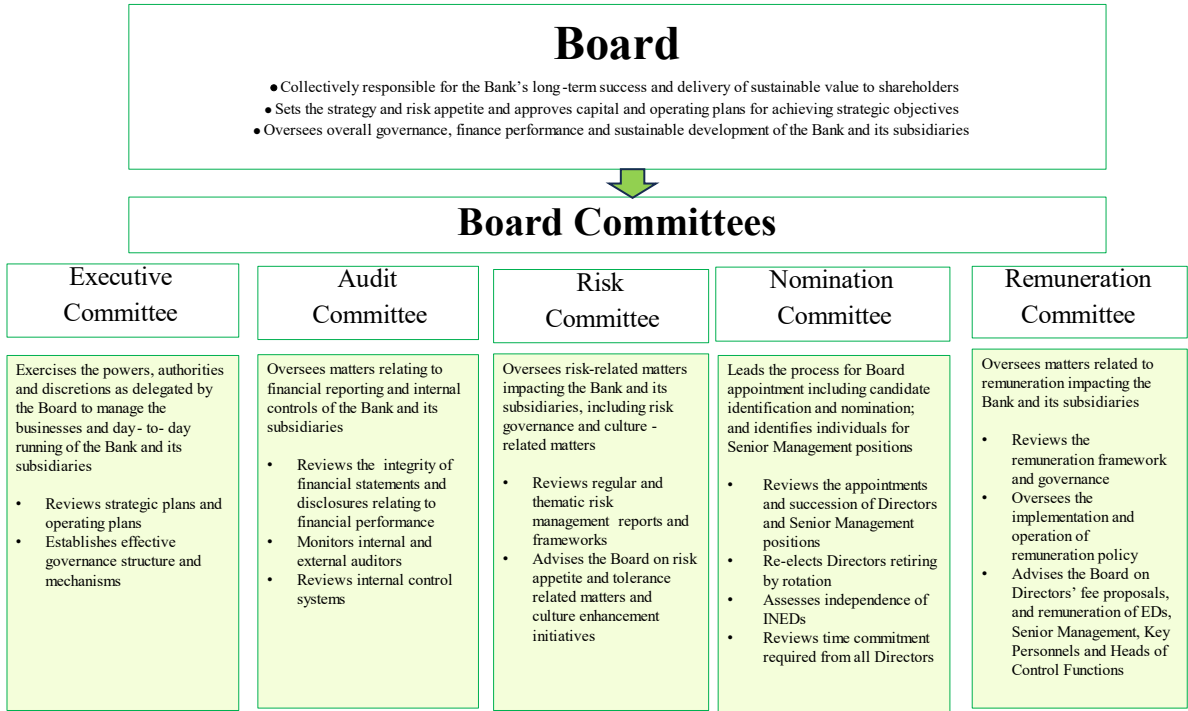 Board
● Collectively responsible for the Bank's long-term success and delivery of sustainable value to shareholders
● Sets the strategy and risk appetite and approves capital and operating plans for achieving strategic objectives
● Oversees overall governance, finance performance and sustainable development of the Bank and its subsidiaries
Board Committees
Executive
Committee
Exercises the powers, authorities
and discretions as delegated by
the Board to manage the
businesses and day- to- day
running of the Bank and its
subsidiaries
• Reviews strategic plans and
operating plans
• Establishes effective
governance structure and
mechanisms
Audit
Committee
Oversees matters relating to
financial reporting and internal
controls of the Bank and its
subsidiaries
• Reviews the integrity of
financial statements and
disclosures relating to
financial performance
• Monitors internal and
external auditors
• Reviews internal control
systems
Risk
Committee
Oversees risk-related matters
impacting the Bank and its
subsidiaries, including risk
governance and culture -
related matters
• Reviews regular and
thematic risk
management reports and
frameworks
• Advises the Board on risk
appetite and tolerance
related matters and
culture enhancement
initiatives
Nomination
Committee
Leads the process for Board
appointment including candidate
identification and nomination;
and identifies individuals for
Senior Management positions
• Reviews the appointments
and succession of Directors
and Senior Management
positions
• Re-elects Directors retiring
by rotation
• Assesses independence of
INEDs
• Reviews time commitment
required from all Directors
Remuneration
Committee
Oversees matters related to
remuneration impacting the
Bank and its subsidiaries
• Reviews the
remuneration framework
and governance
• Oversees the
implementation and
operation of
remuneration policy
• Advises the Board on
Directors' fee proposals,
and remuneration of EDs,
Senior Management, Key
Personnels and Heads of
Control Functions